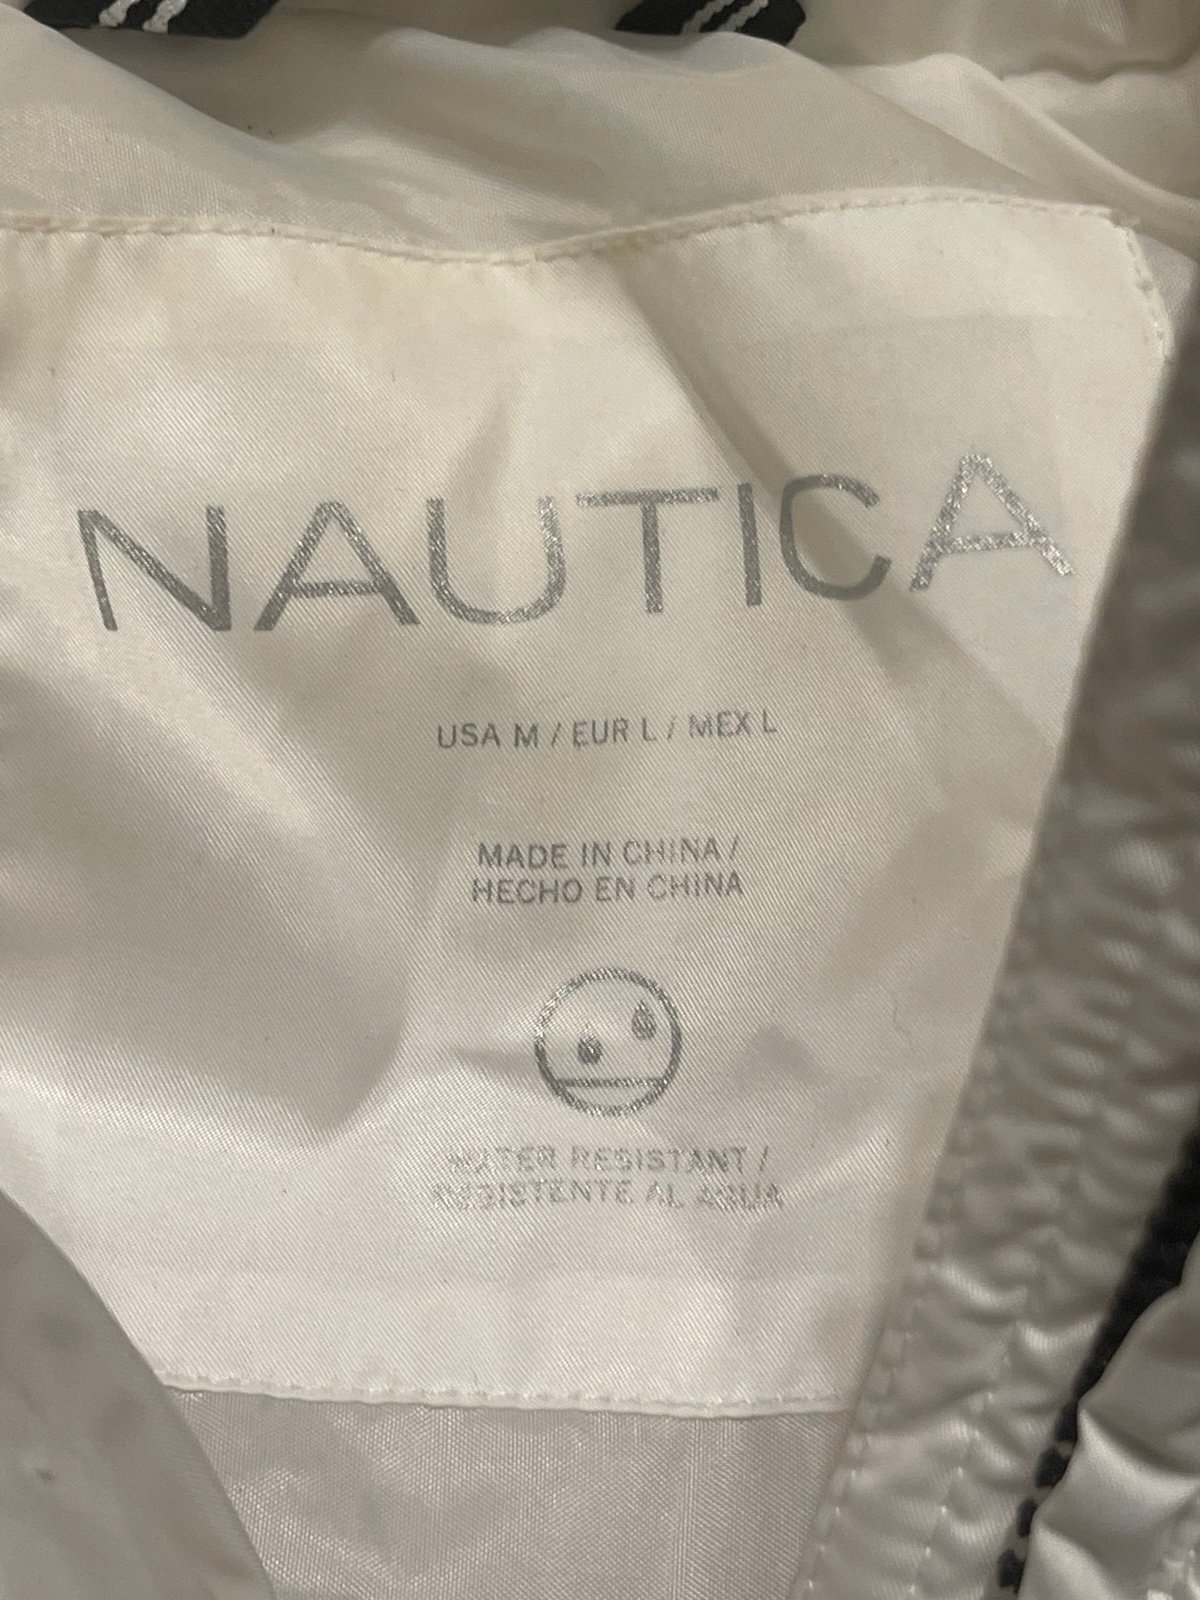 NAUTICA
USA M / EUR L / MEX L
MADE IN CHINA /
HECHO EN CHINA
WATER RESISTANT /
RESISTENTE AL AGUA